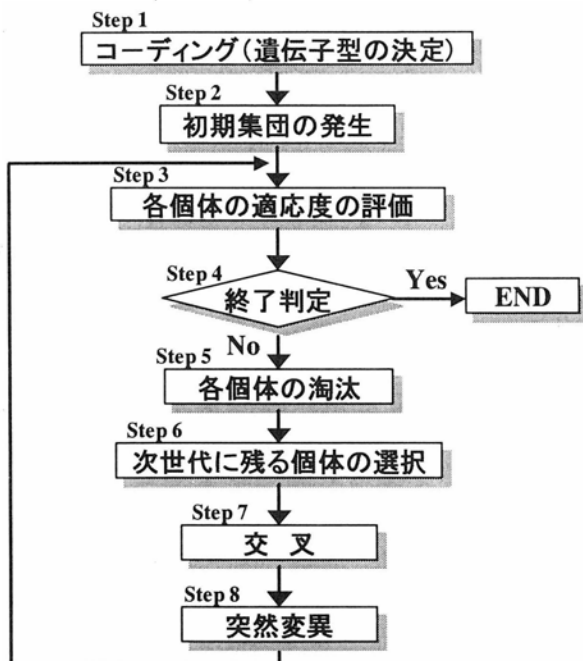 Step 1
コーディング(遺伝子型の決定)
Step 2
初期集団の発生
Step 3
各個体の適応度の評価
Step 4
終了判定
Yes
END
No
Step 5
各個体の淘汰
Step 6
次世代に残る個体の選択
Step 7
交 叉
Step 8
突然変異